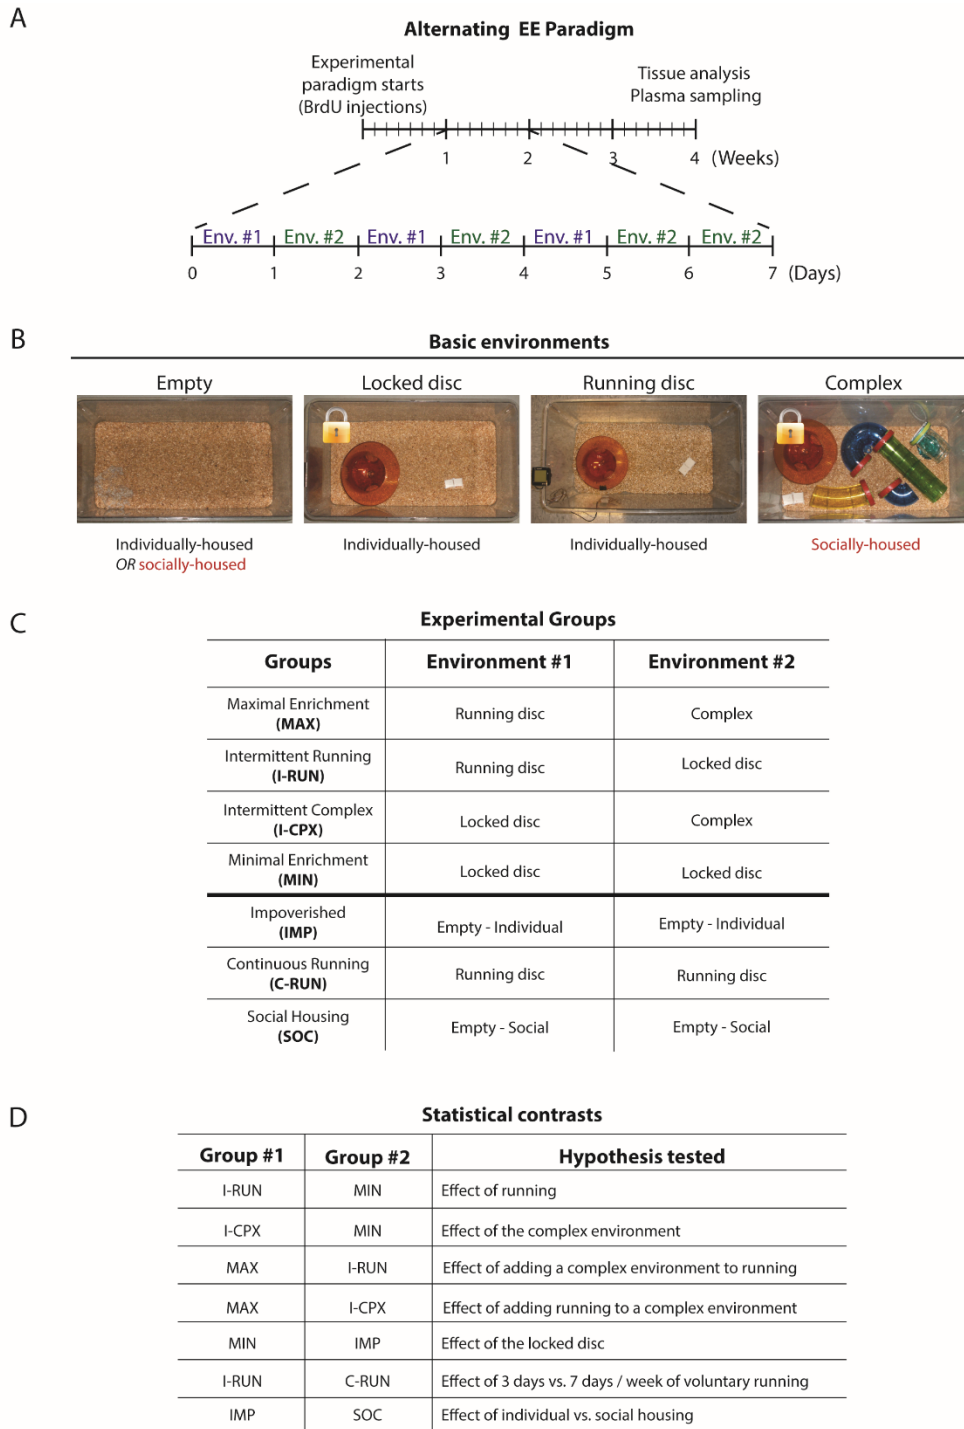 A
Alternating EE Paradigm
Experimental
paradigm starts
(BrdU injections)
Tissue analysis
Plasma sampling
1 2 3 4 (Weeks)
Env. #1 Env. #2 Env. #1 Env. #2 Env. #1 Env. #2 Env. #2
0 1 2 3 4 5 6 7 (Days)
B
Basic environments
Empty Locked disc Running disc Complex
Individually-housed Individually-housed Individually-housed Socially-housed
OR socially-housed
C
Experimental Groups
Groups Environment #1 Environment #2
Maximal Enrichment
(MAX) Running disc Complex
Intermittent Running
(I-RUN) Running disc Locked disc
Intermittent Complex
(I-CPX) Locked disc Complex
Minimal Enrichment
(MIN) Locked disc Locked disc
Impoverished
(IMP) Empty - Individual Empty - Individual
Continuous Running
(C-RUN) Running disc Running disc
Social Housing
(SOC) Empty - Social Empty - Social
D
Statistical contrasts
Group #1 Group #2 Hypothesis tested
I-RUN MIN Effect of running
I-CPX MIN Effect of the complex environment
MAX I-RUN Effect of adding a complex environment to running
MAX I-CPX Effect of adding running to a complex environment
MIN IMP Effect of the locked disc
I-RUN C-RUN Effect of 3 days vs. 7 days / week of voluntary running
IMP SOC Effect of individual vs. social housing